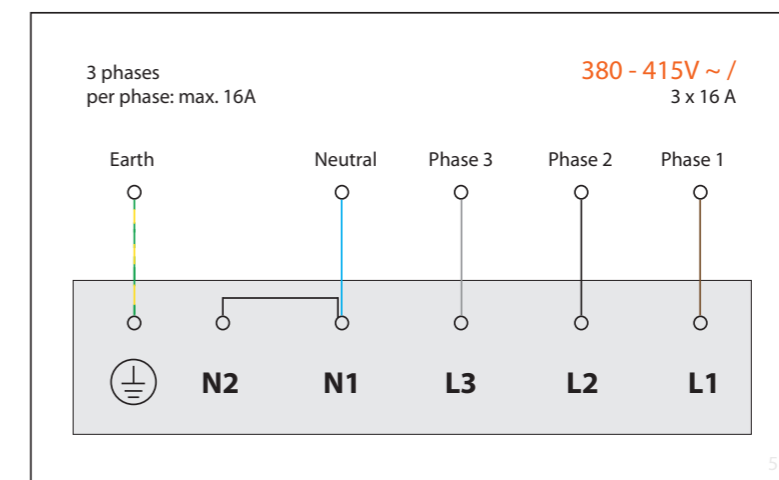 3 phases
per phase: max. 16A
380 - 415V ~ /
3 x 16 A
Earth Neutral Phase 3 Phase 2 Phase 1
N2 N1 L3 L2 L1
5